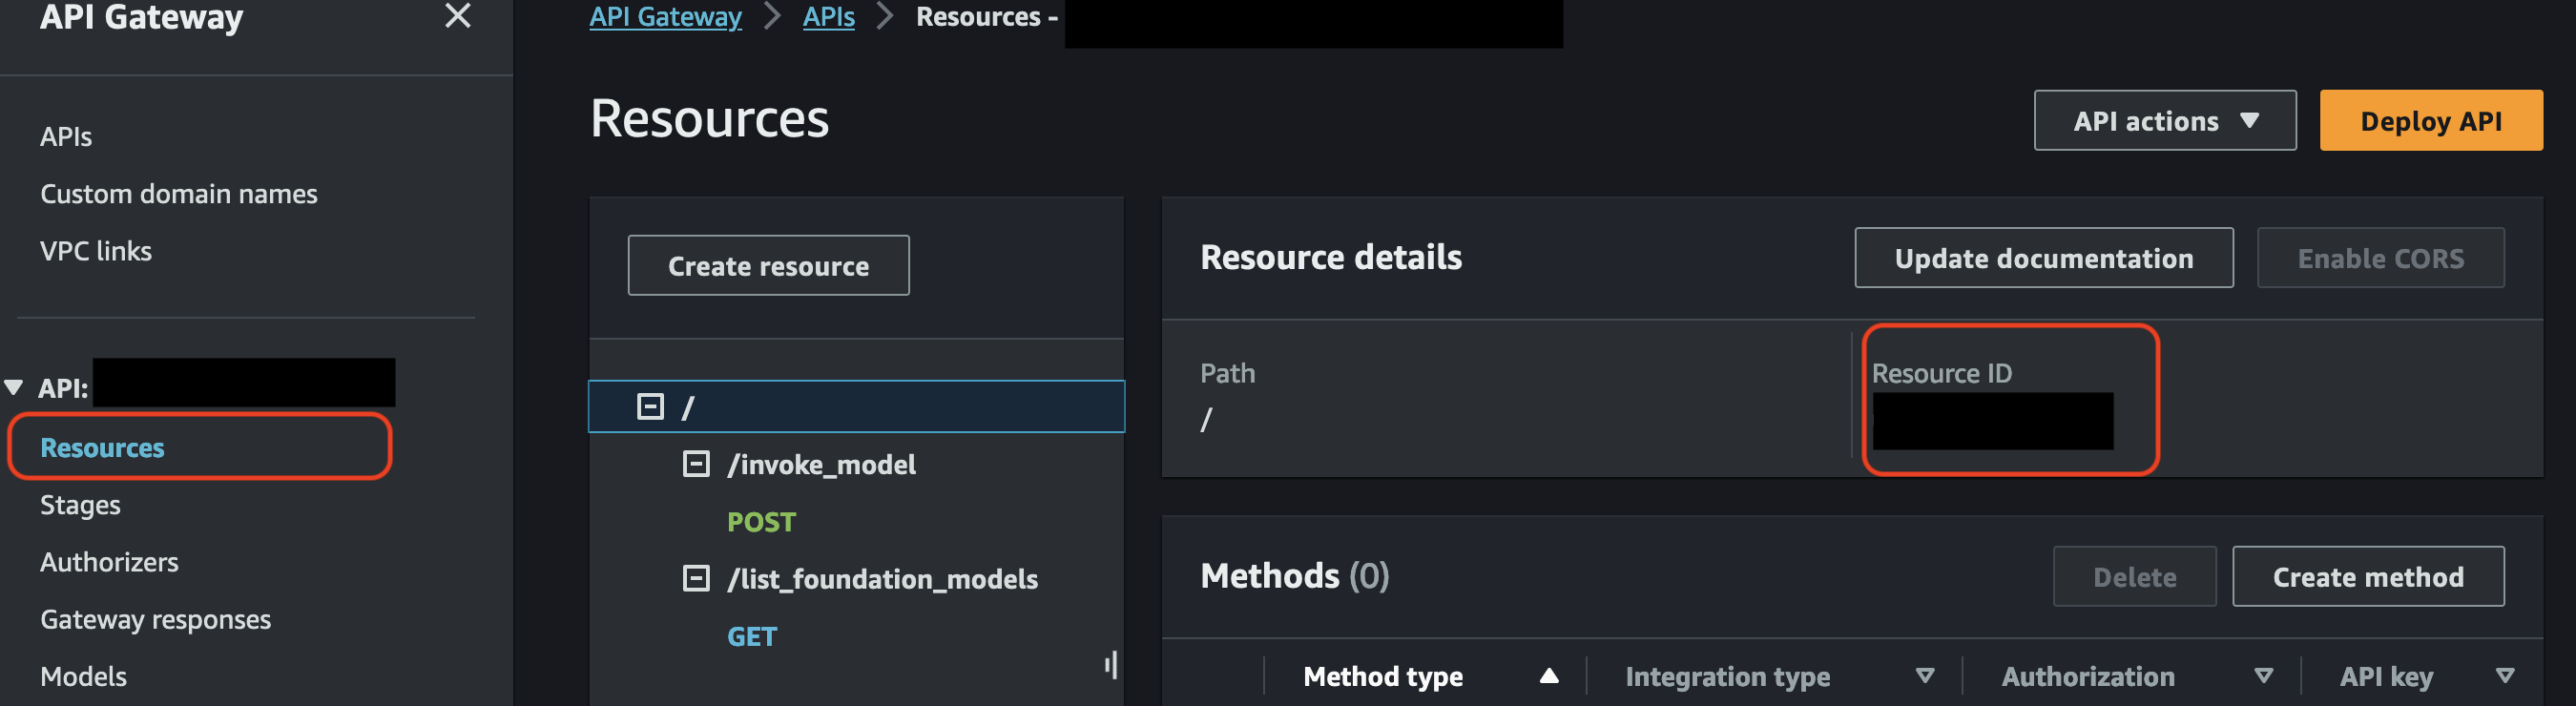 API Gateway
APIs
Custom domain names
VPC links
API:
Resources
Stages
Authorizers
Gateway responses
Models
API Gateway > APIs > Resources -
Resources
API actions
Deploy API
Create resource
/
/invoke_model
POST
/list_foundation_models
GET
Resource details
Update documentation
Enable CORS
Path
/
Resource ID
Methods (0)
Delete
Create method
Method type
Integration type
Authorization
API key